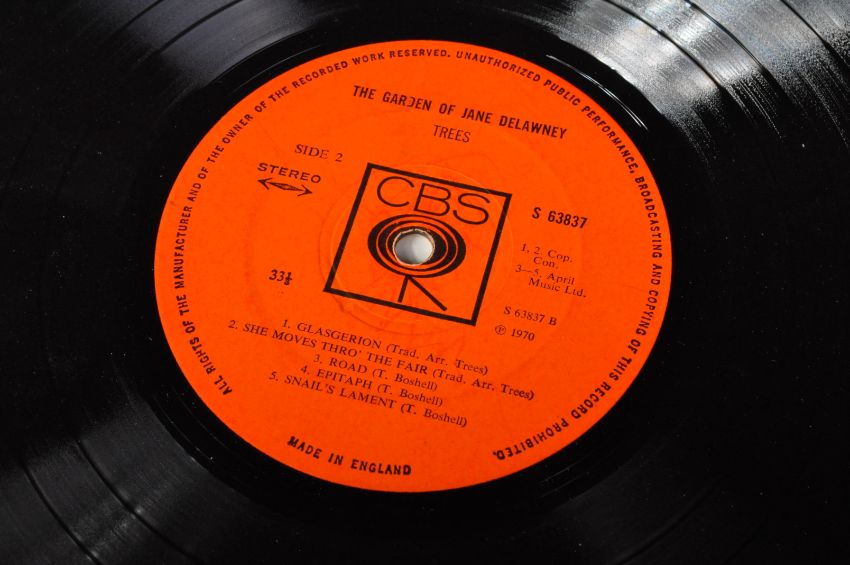 ALL RIGHTS OF THE MANUFACTURER AND OF THE OWNER OF THE RECORDED WORK RESERVED. UNAUTHORIZED PUBLIC PERFORMANCE, BROADCASTING AND COPYING OF THIS RECORD PROHIBITED.
THE GARDEN OF JANE DELAWNEY
TREES
SIDE 2
STEREO
CBS
S 63837
1, 2. Cop.
Con.
3—5. April
Music Ltd.
33⅓
S 63837 B
℗ 1970
1. GLASGERION (Trad. Arr. Trees)
2. SHE MOVES THRO' THE FAIR (Trad. Arr. Trees)
3. ROAD (T. Boshell)
4. EPITAPH (T. Boshell)
5. SNAIL'S LAMENT (T. Boshell)
MADE IN ENGLAND